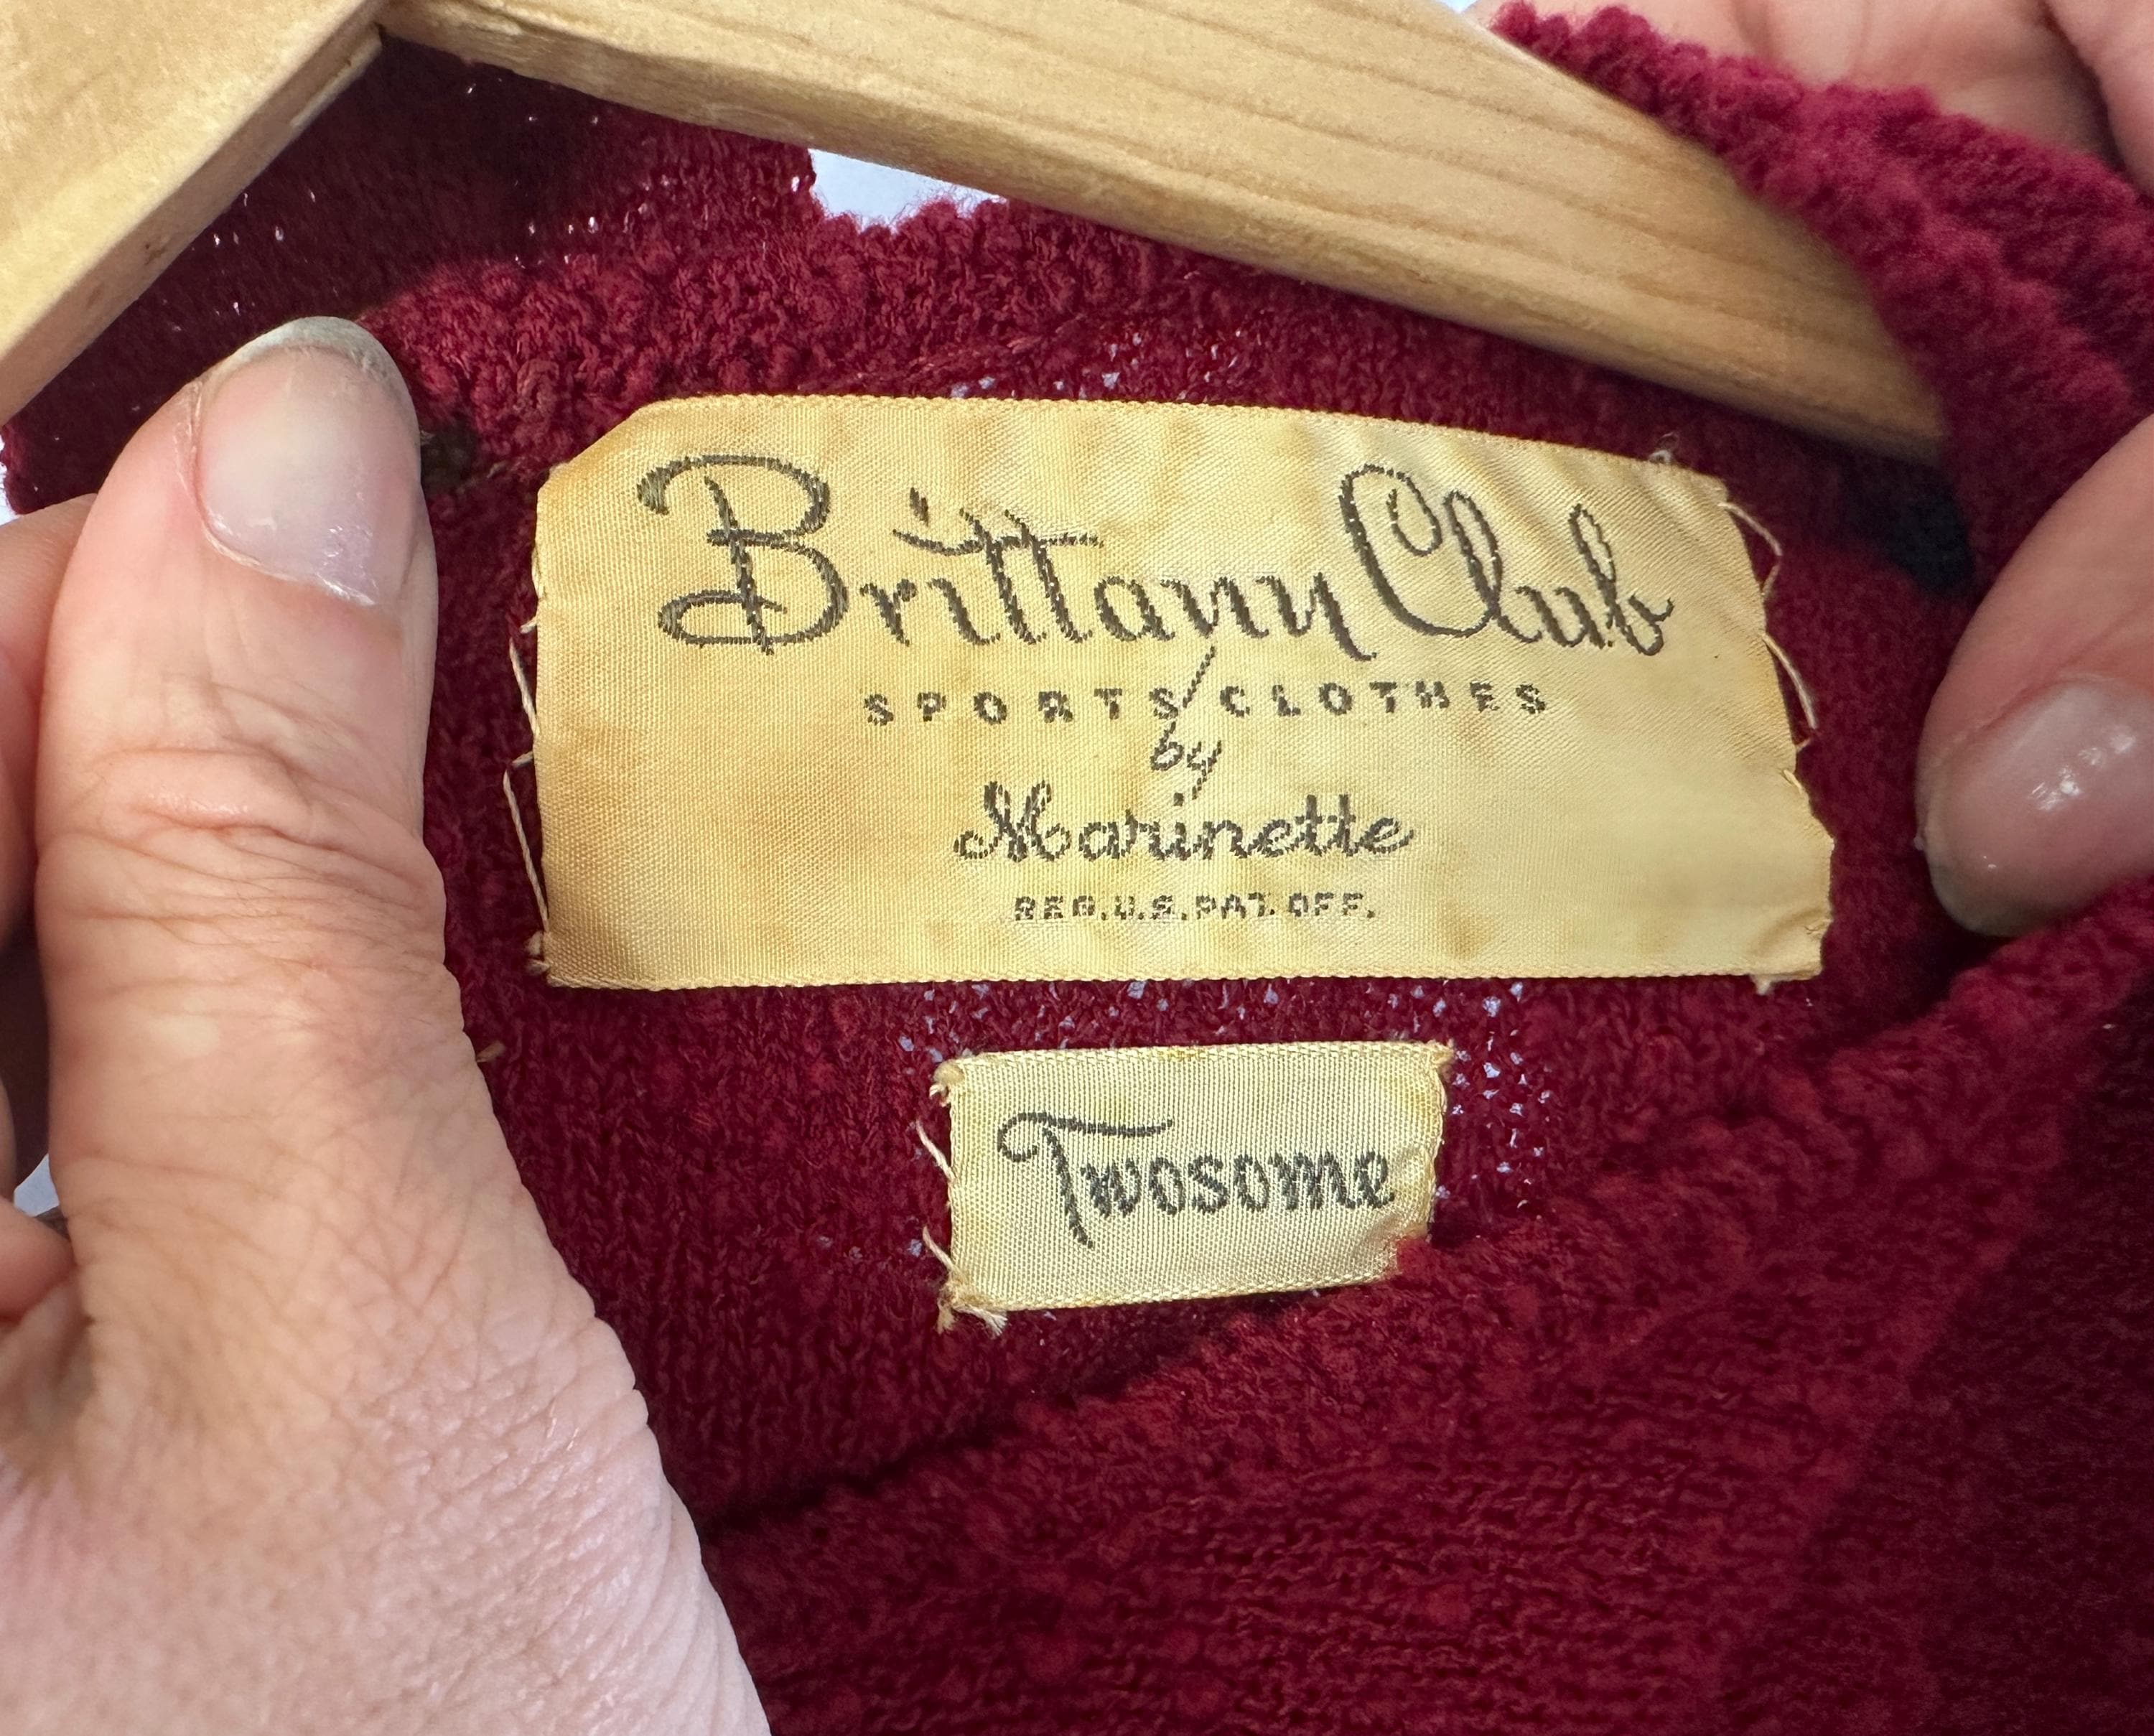 Brittany Club
SPORTS CLOTHES
by
Marinette
REG.U.S.PAT.OFF.
Twosome